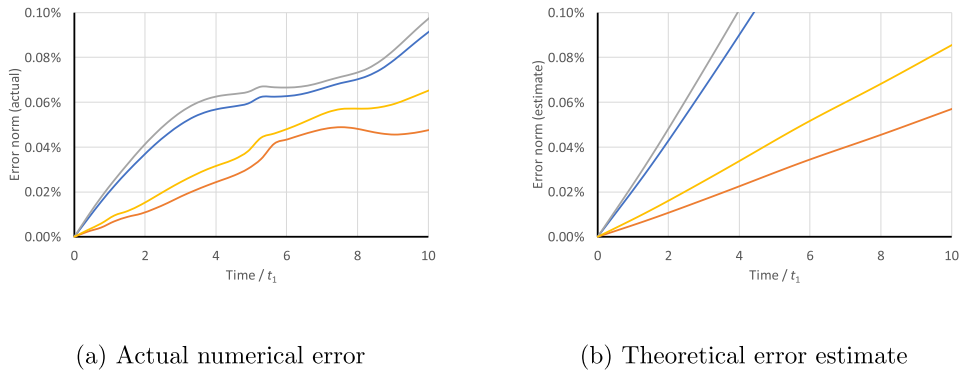 0.10%
0.08%
0.06%
0.04%
0.02%
0.00%
Error norm (actual)
0 2 4 6 8 10
Time / t₁
(a) Actual numerical error
0.10%
0.08%
0.06%
0.04%
0.02%
0.00%
Error norm (estimate)
0 2 4 6 8 10
Time / t₁
(b) Theoretical error estimate